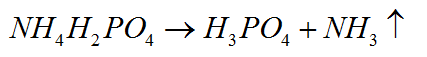 NH₄H₂PO₄ → H₃PO₄ + NH₃ ↑